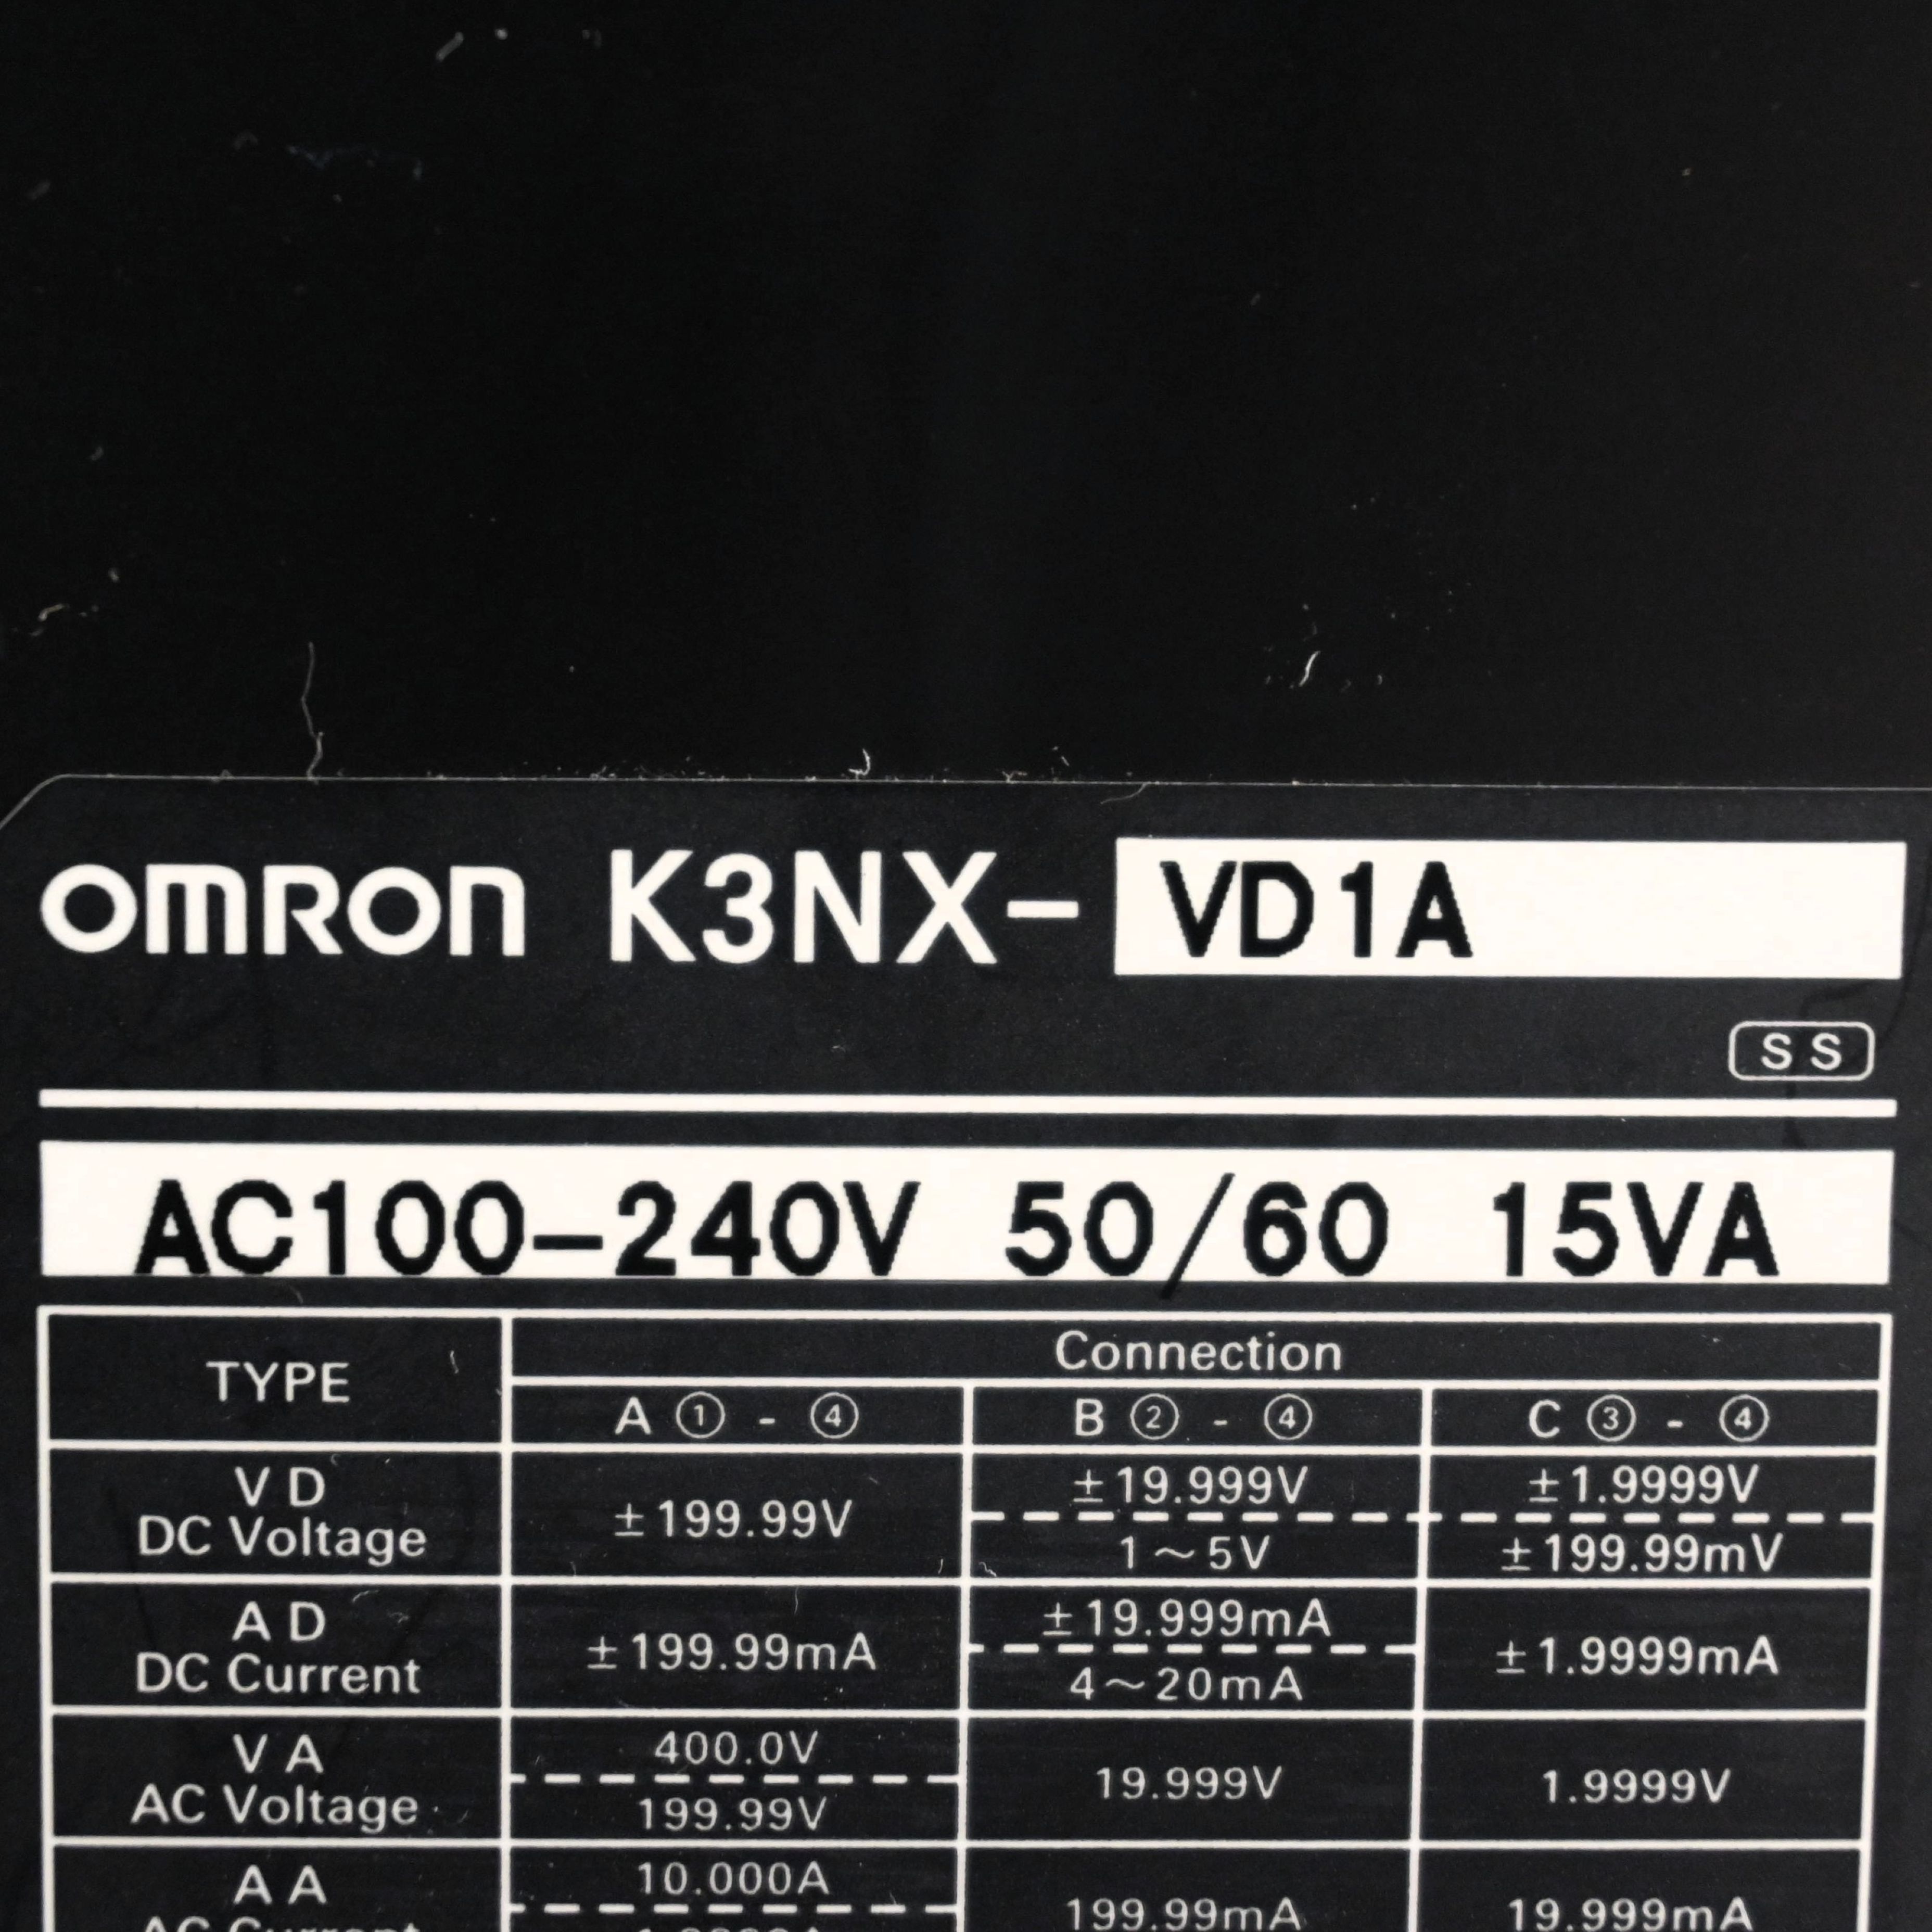 OMRON K3NX- VD1A
SS
AC100-240V 50/60 15VA
TYPE
Connection
A ① - ④
B ② - ④
C ③ - ④
V D
DC Voltage
±199.99V
±19.999V
1～5V
±1.9999V
±199.99mV
A D
DC Current
±199.99mA
±19.999mA
4～20mA
±1.9999mA
V A
AC Voltage
400.0V
199.99V
19.999V
1.9999V
A A
AC Current
10.000A
199.99mA
19.999mA